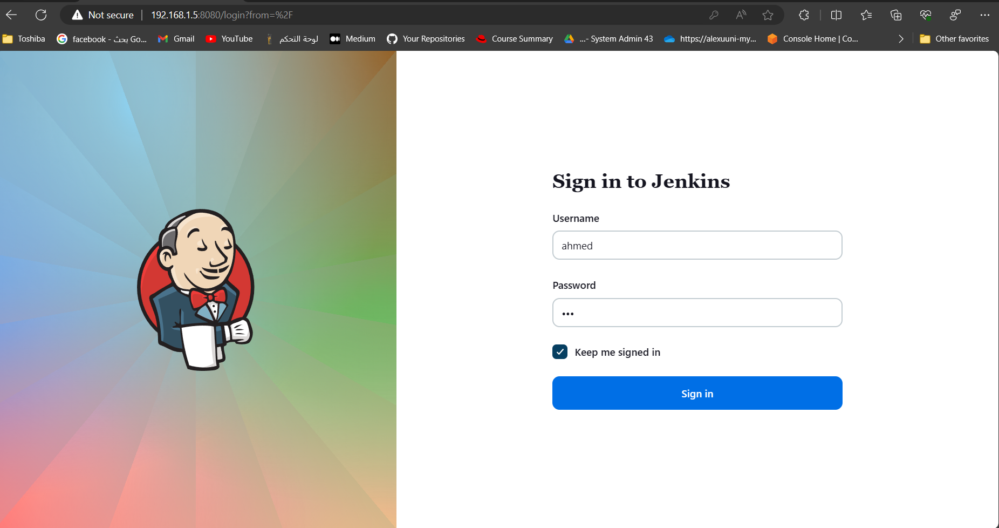 Not secure 192.168.1.5:8080/login?from=%2F
Toshiba facebook - بحث Go... Gmail YouTube لوحة التحكم Medium Your Repositories Course Summary ...- System Admin 43 https://alexuuni-my... Console Home | Co... Other favorites
Sign in to Jenkins
Username
ahmed
Password
•••
Keep me signed in
Sign in